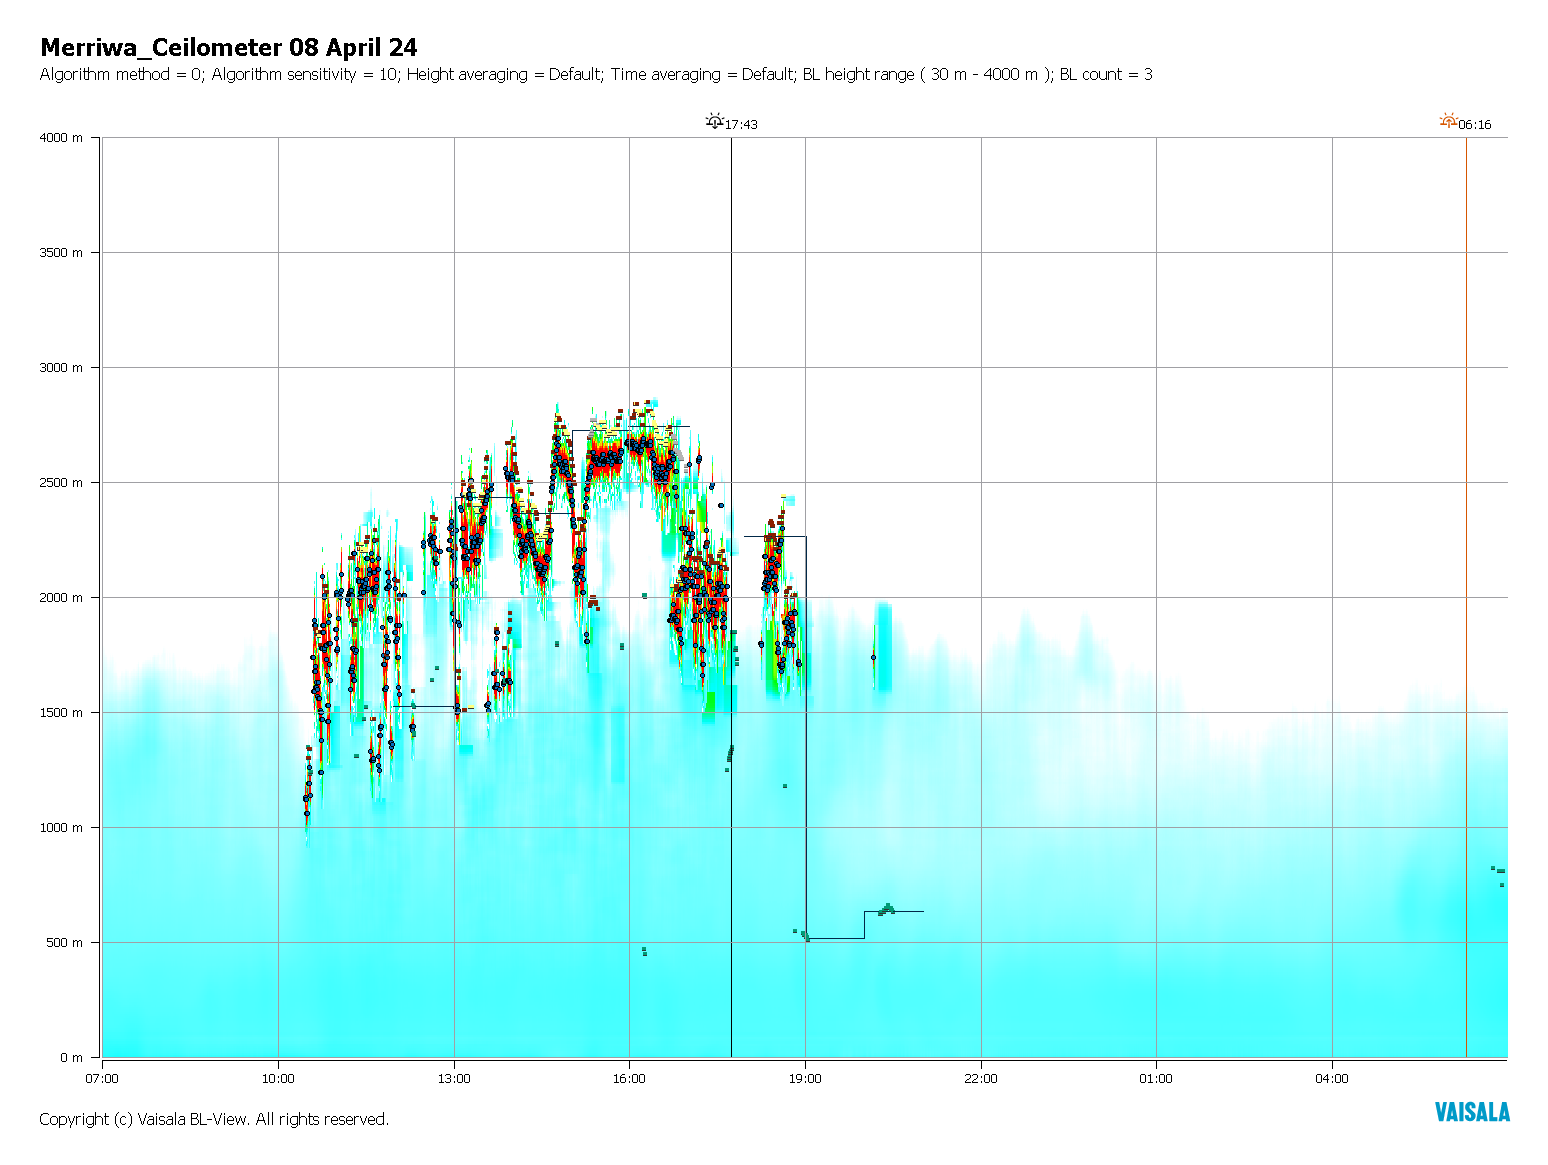 Merriwa_Ceilometer 08 April 24
Algorithm method = 0; Algorithm sensitivity = 10; Height averaging = Default; Time averaging = Default; BL height range ( 30 m - 4000 m ); BL count = 3
17:43
06:16
4000 m
3500 m
3000 m
2500 m
2000 m
1500 m
1000 m
500 m
0 m
07:00
10:00
13:00
16:00
19:00
22:00
01:00
04:00
Copyright (c) Vaisala BL-View. All rights reserved.
VAISALA